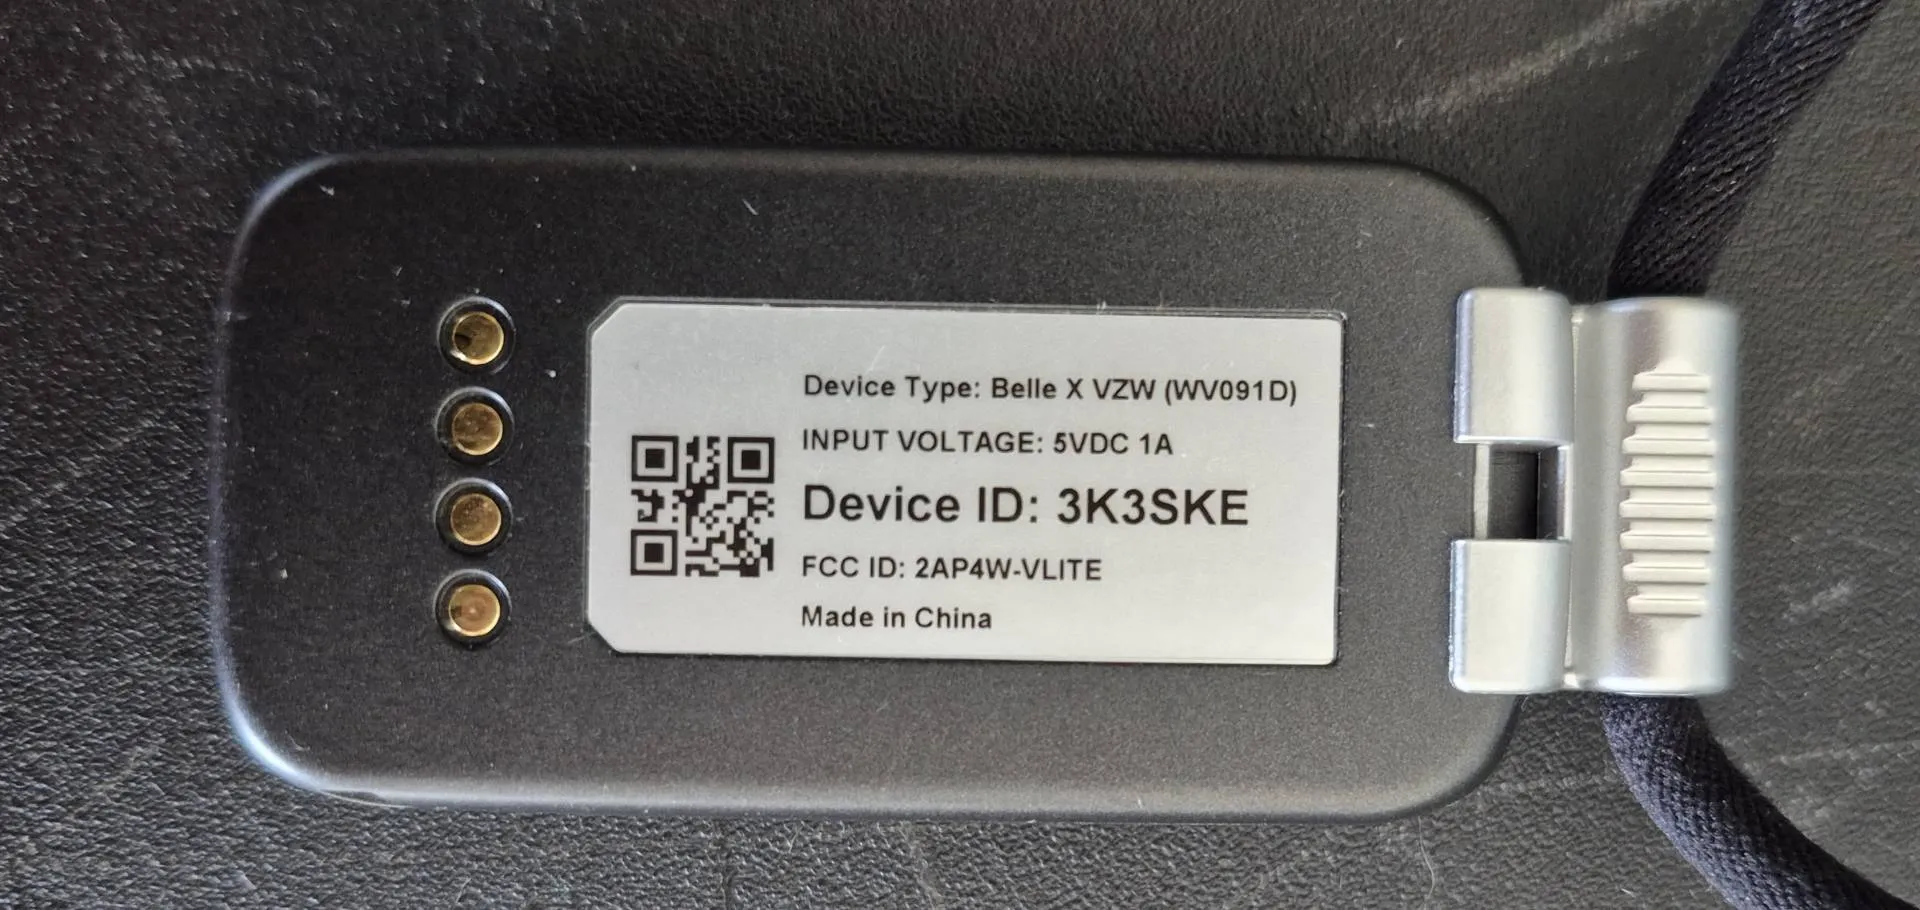 Device Type: Belle X VZW (WV091D)
INPUT VOLTAGE: 5VDC 1A
Device ID: 3K3SKE
FCC ID: 2AP4W-VLITE
Made in China